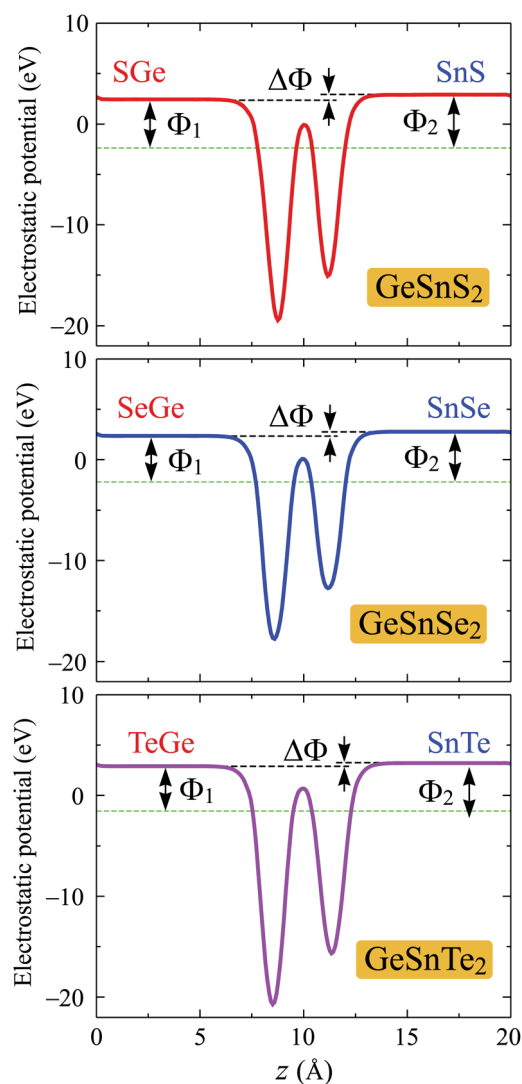 10
SGe
ΔΦ
SnS
0
Φ1
Φ2
−10
GeSnS2
−20
Electrostatic potential (eV)
10
SeGe
ΔΦ
SnSe
0
Φ1
Φ2
−10
GeSnSe2
−20
Electrostatic potential (eV)
10
TeGe
ΔΦ
SnTe
0
Φ1
Φ2
−10
GeSnTe2
−20
Electrostatic potential (eV)
0 5 10 15 20
z (Å)